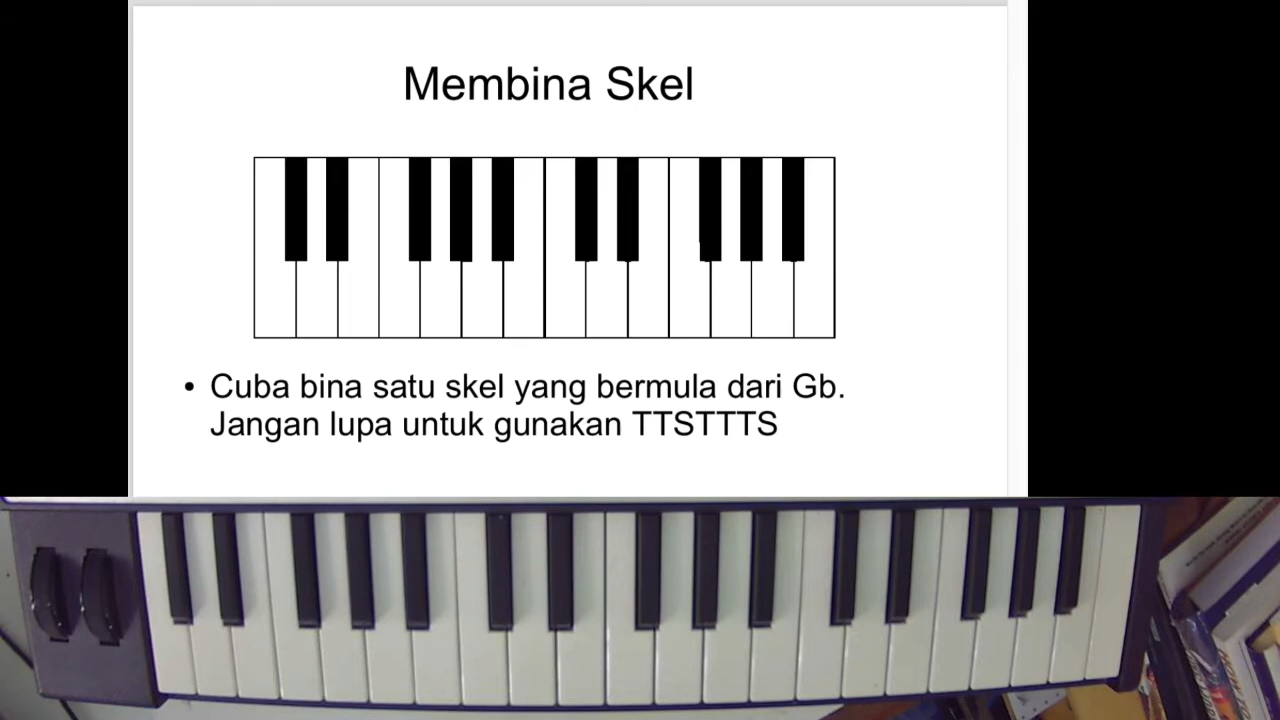 Membina Skel
• Cuba bina satu skel yang bermula dari Gb.
Jangan lupa untuk gunakan TTSTTTS